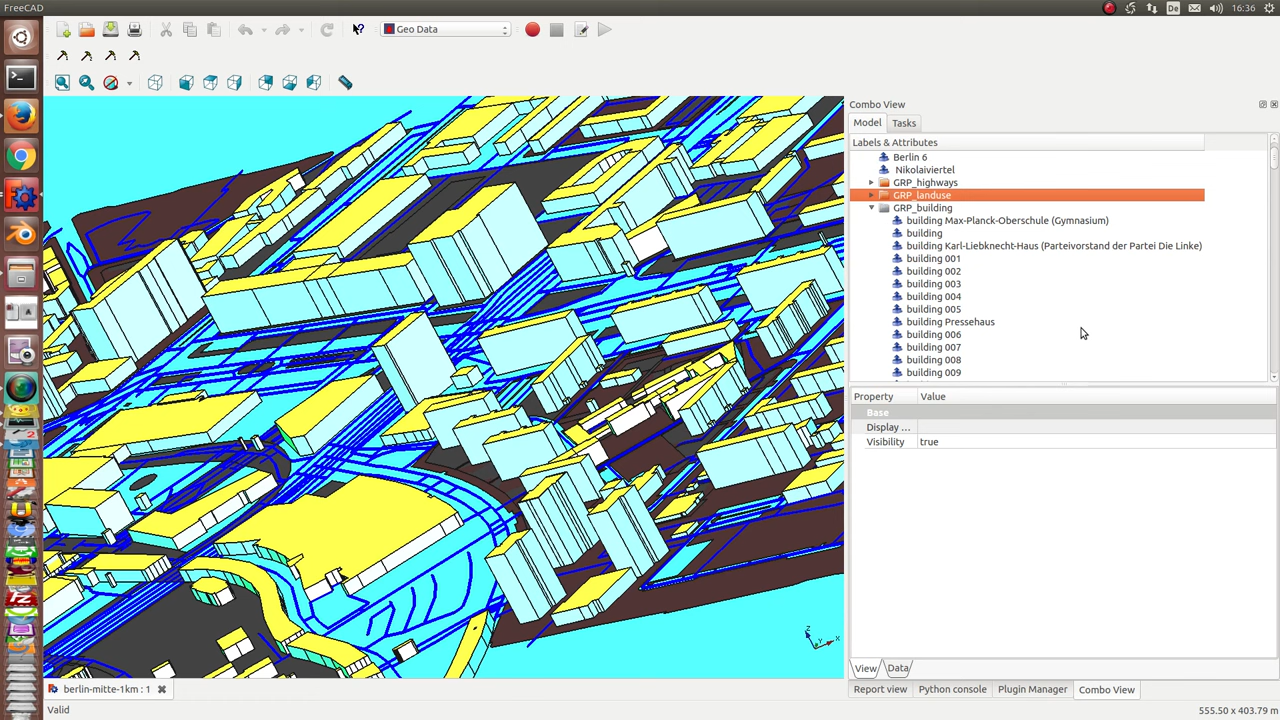 FreeCAD
De
16:36
Geo Data
Combo View
Model
Tasks
Labels & Attributes
Berlin 6
Nikolaiviertel
GRP_highways
GRP_landuse
GRP_building
building Max-Planck-Oberschule (Gymnasium)
building
building Karl-Liebknecht-Haus (Parteivorstand der Partei Die Linke)
building 001
building 002
building 003
building 004
building 005
building Pressehaus
building 006
building 007
building 008
building 009
Property Value
Base
Display ...
Visibility true
View Data
berlin-mitte-1km : 1
Report view Python console Plugin Manager Combo View
Valid
555.50 x 403.79 m